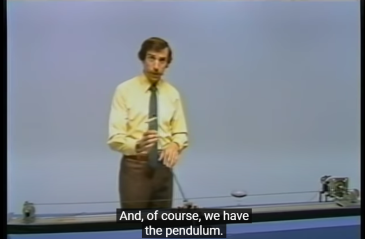 And, of course, we have
the pendulum.